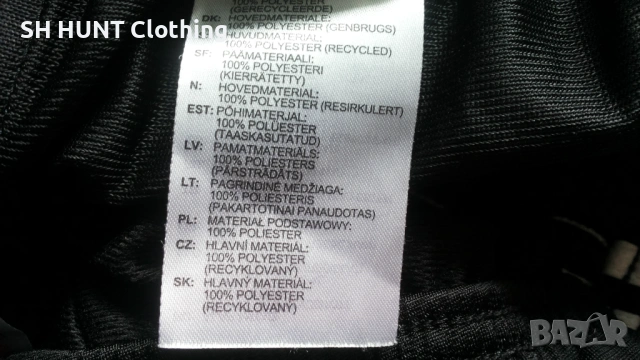 SH HUNT Clothing
(GERECYCLEERDE)
DK: HOVEDMATERIALE:
100% POLYESTER (GENBRUGS)
HUVUDMATERIAL:
100% POLYESTER (RECYCLED)
SF: PÄÄMATERIAALI:
100% POLYESTERI
(KIERRÄTETTY)
N: HOVEDMATERIAL:
100% POLYESTER (RESIRKULERT)
EST: PÕHIMATERJAL:
100% POLÜESTER
(TAASKASUTATUD)
LV: PAMATMATERIĀLS:
100% POLIESTERS
(PĀRSTRĀDĀTS)
LT: PAGRINDINĖ MEDŽIAGA:
100% POLIESTERIS
(PAKARTOTINAI PANAUDOTAS)
PL: MATERIAŁ PODSTAWOWY:
100% POLIESTER
CZ: HLAVNÍ MATERIÁL:
100% POLYESTER
(RECYKLOVANÝ)
SK: HLAVNÝ MATERIÁL:
100% POLYESTER
(RECYKLOVANÝ)
BAZAR